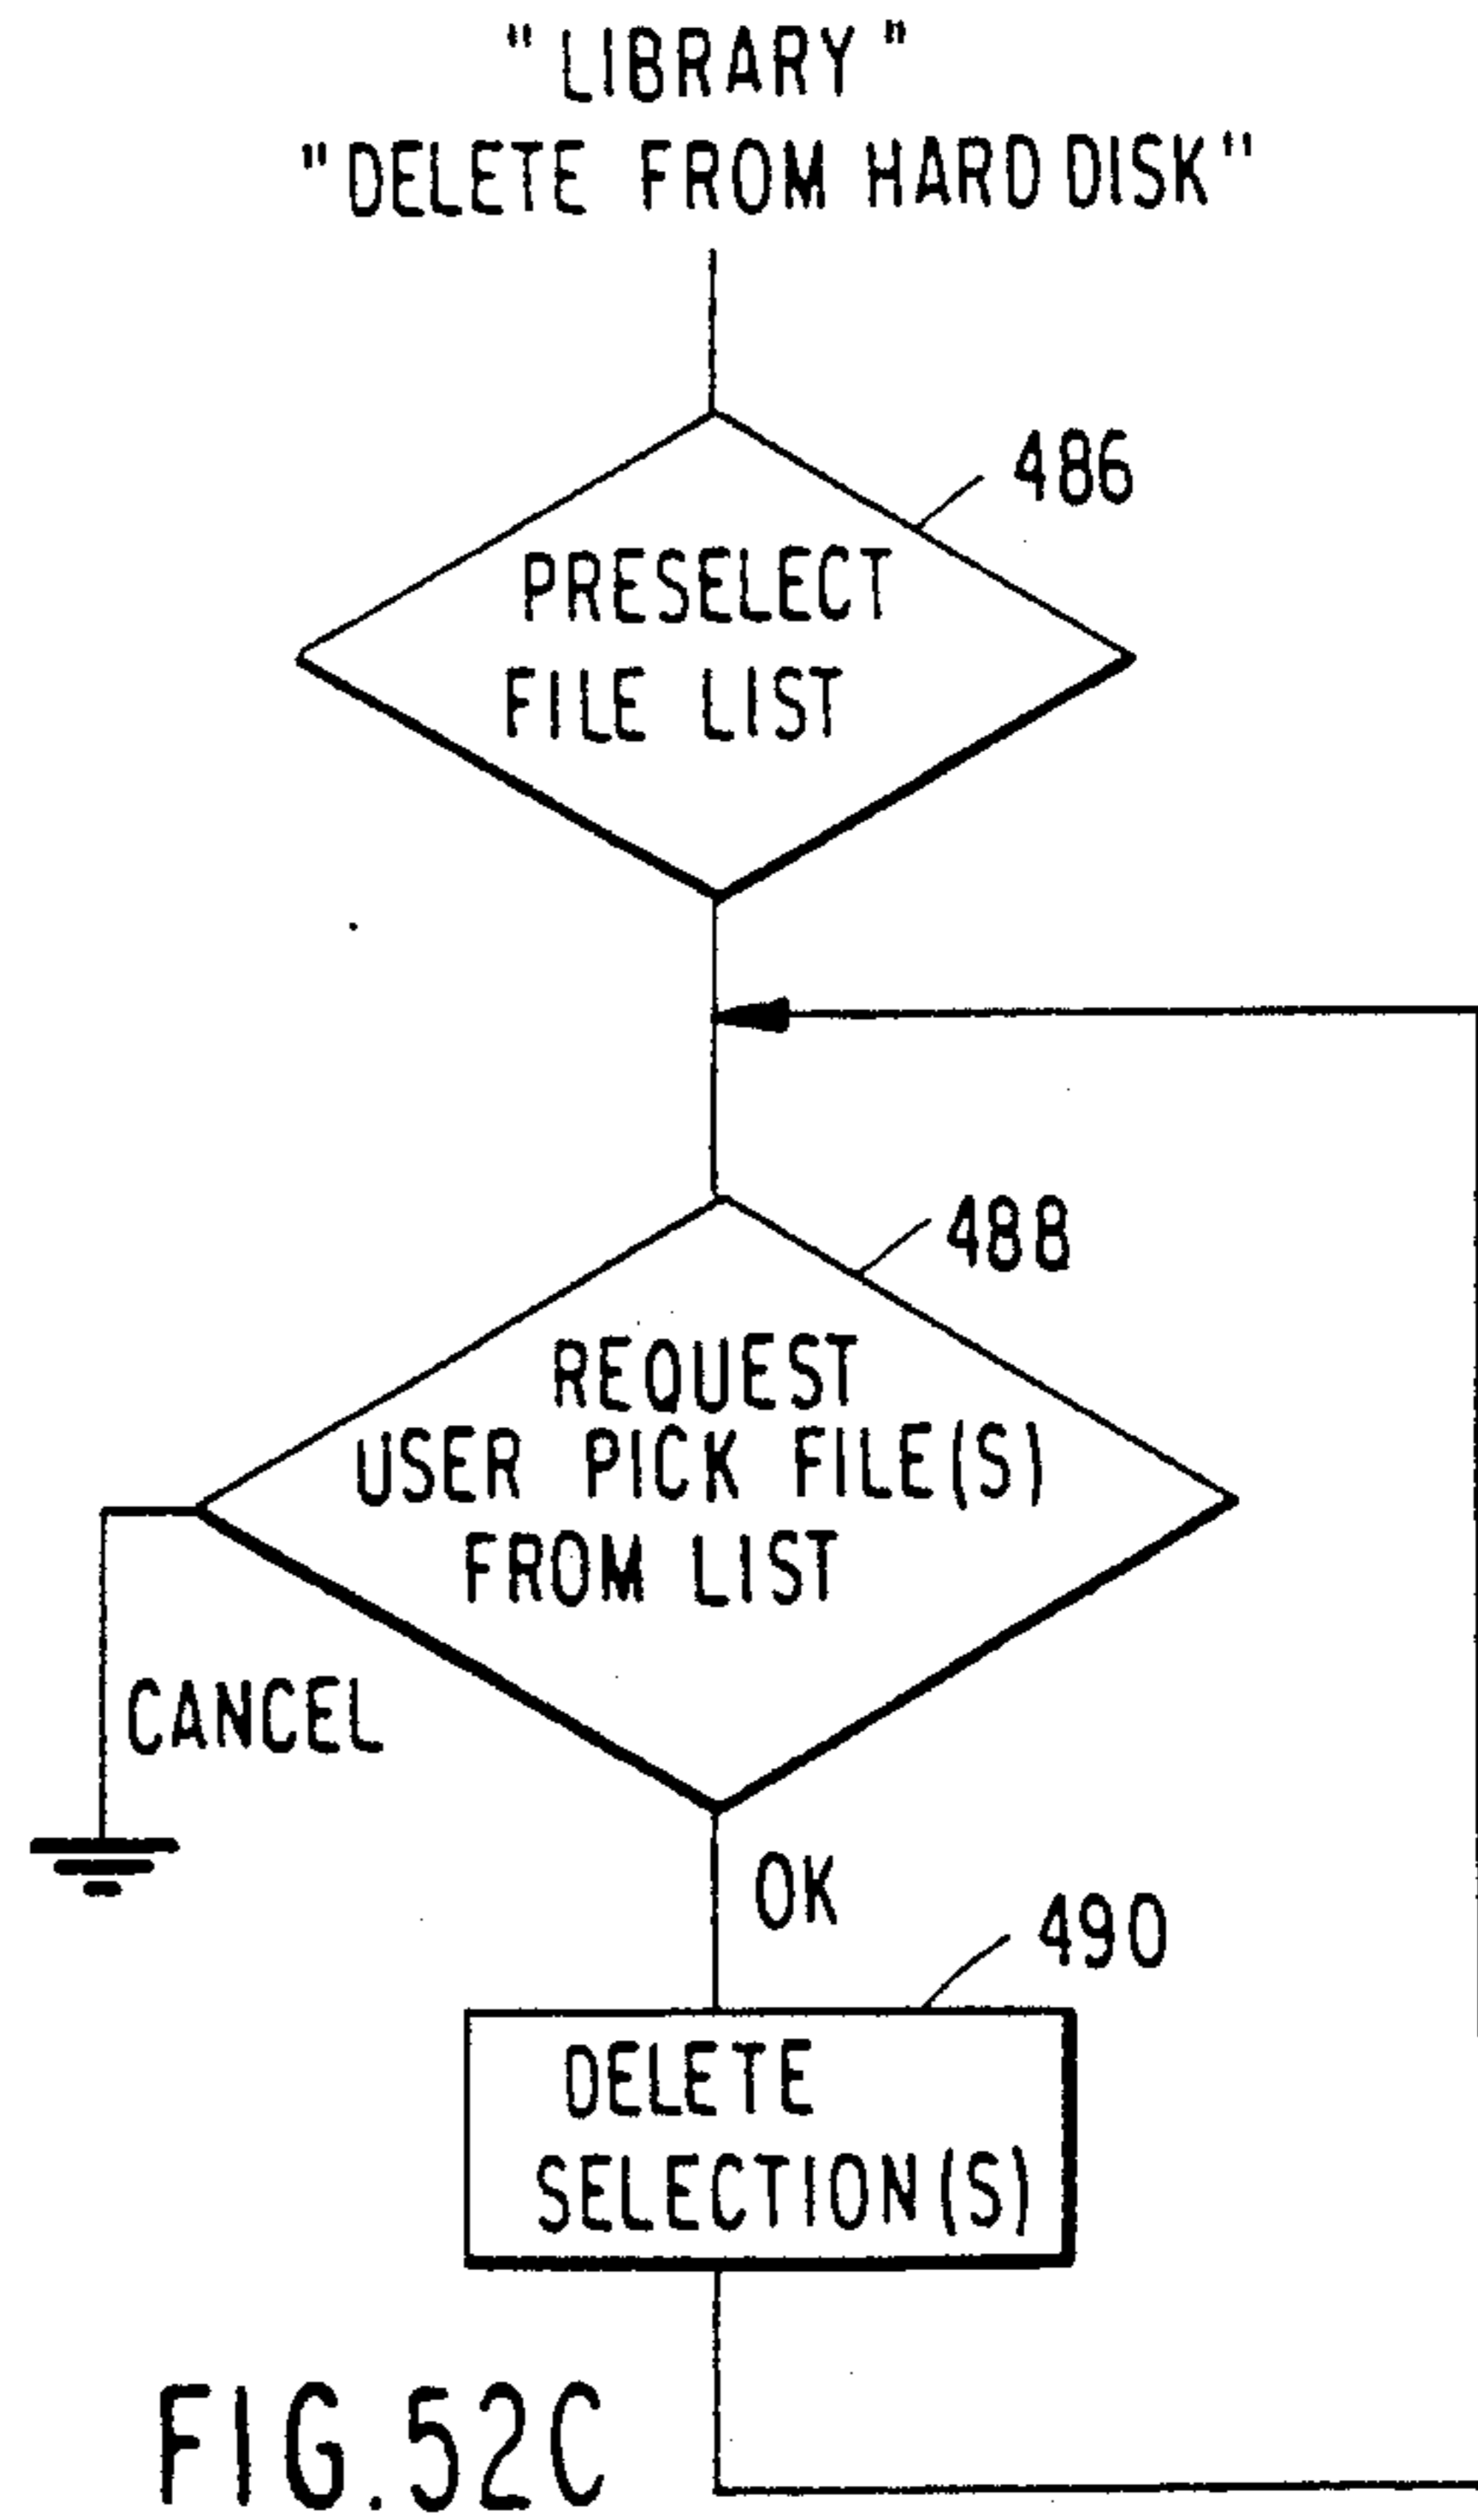 "LIBRARY"
"DELETE FROM HARD DISK"
486
PRESELECT
FILE LIST
488
REQUEST
USER PICK FILE(S)
FROM LIST
CANCEL
OK
490
DELETE
SELECTION(S)
FIG.52C